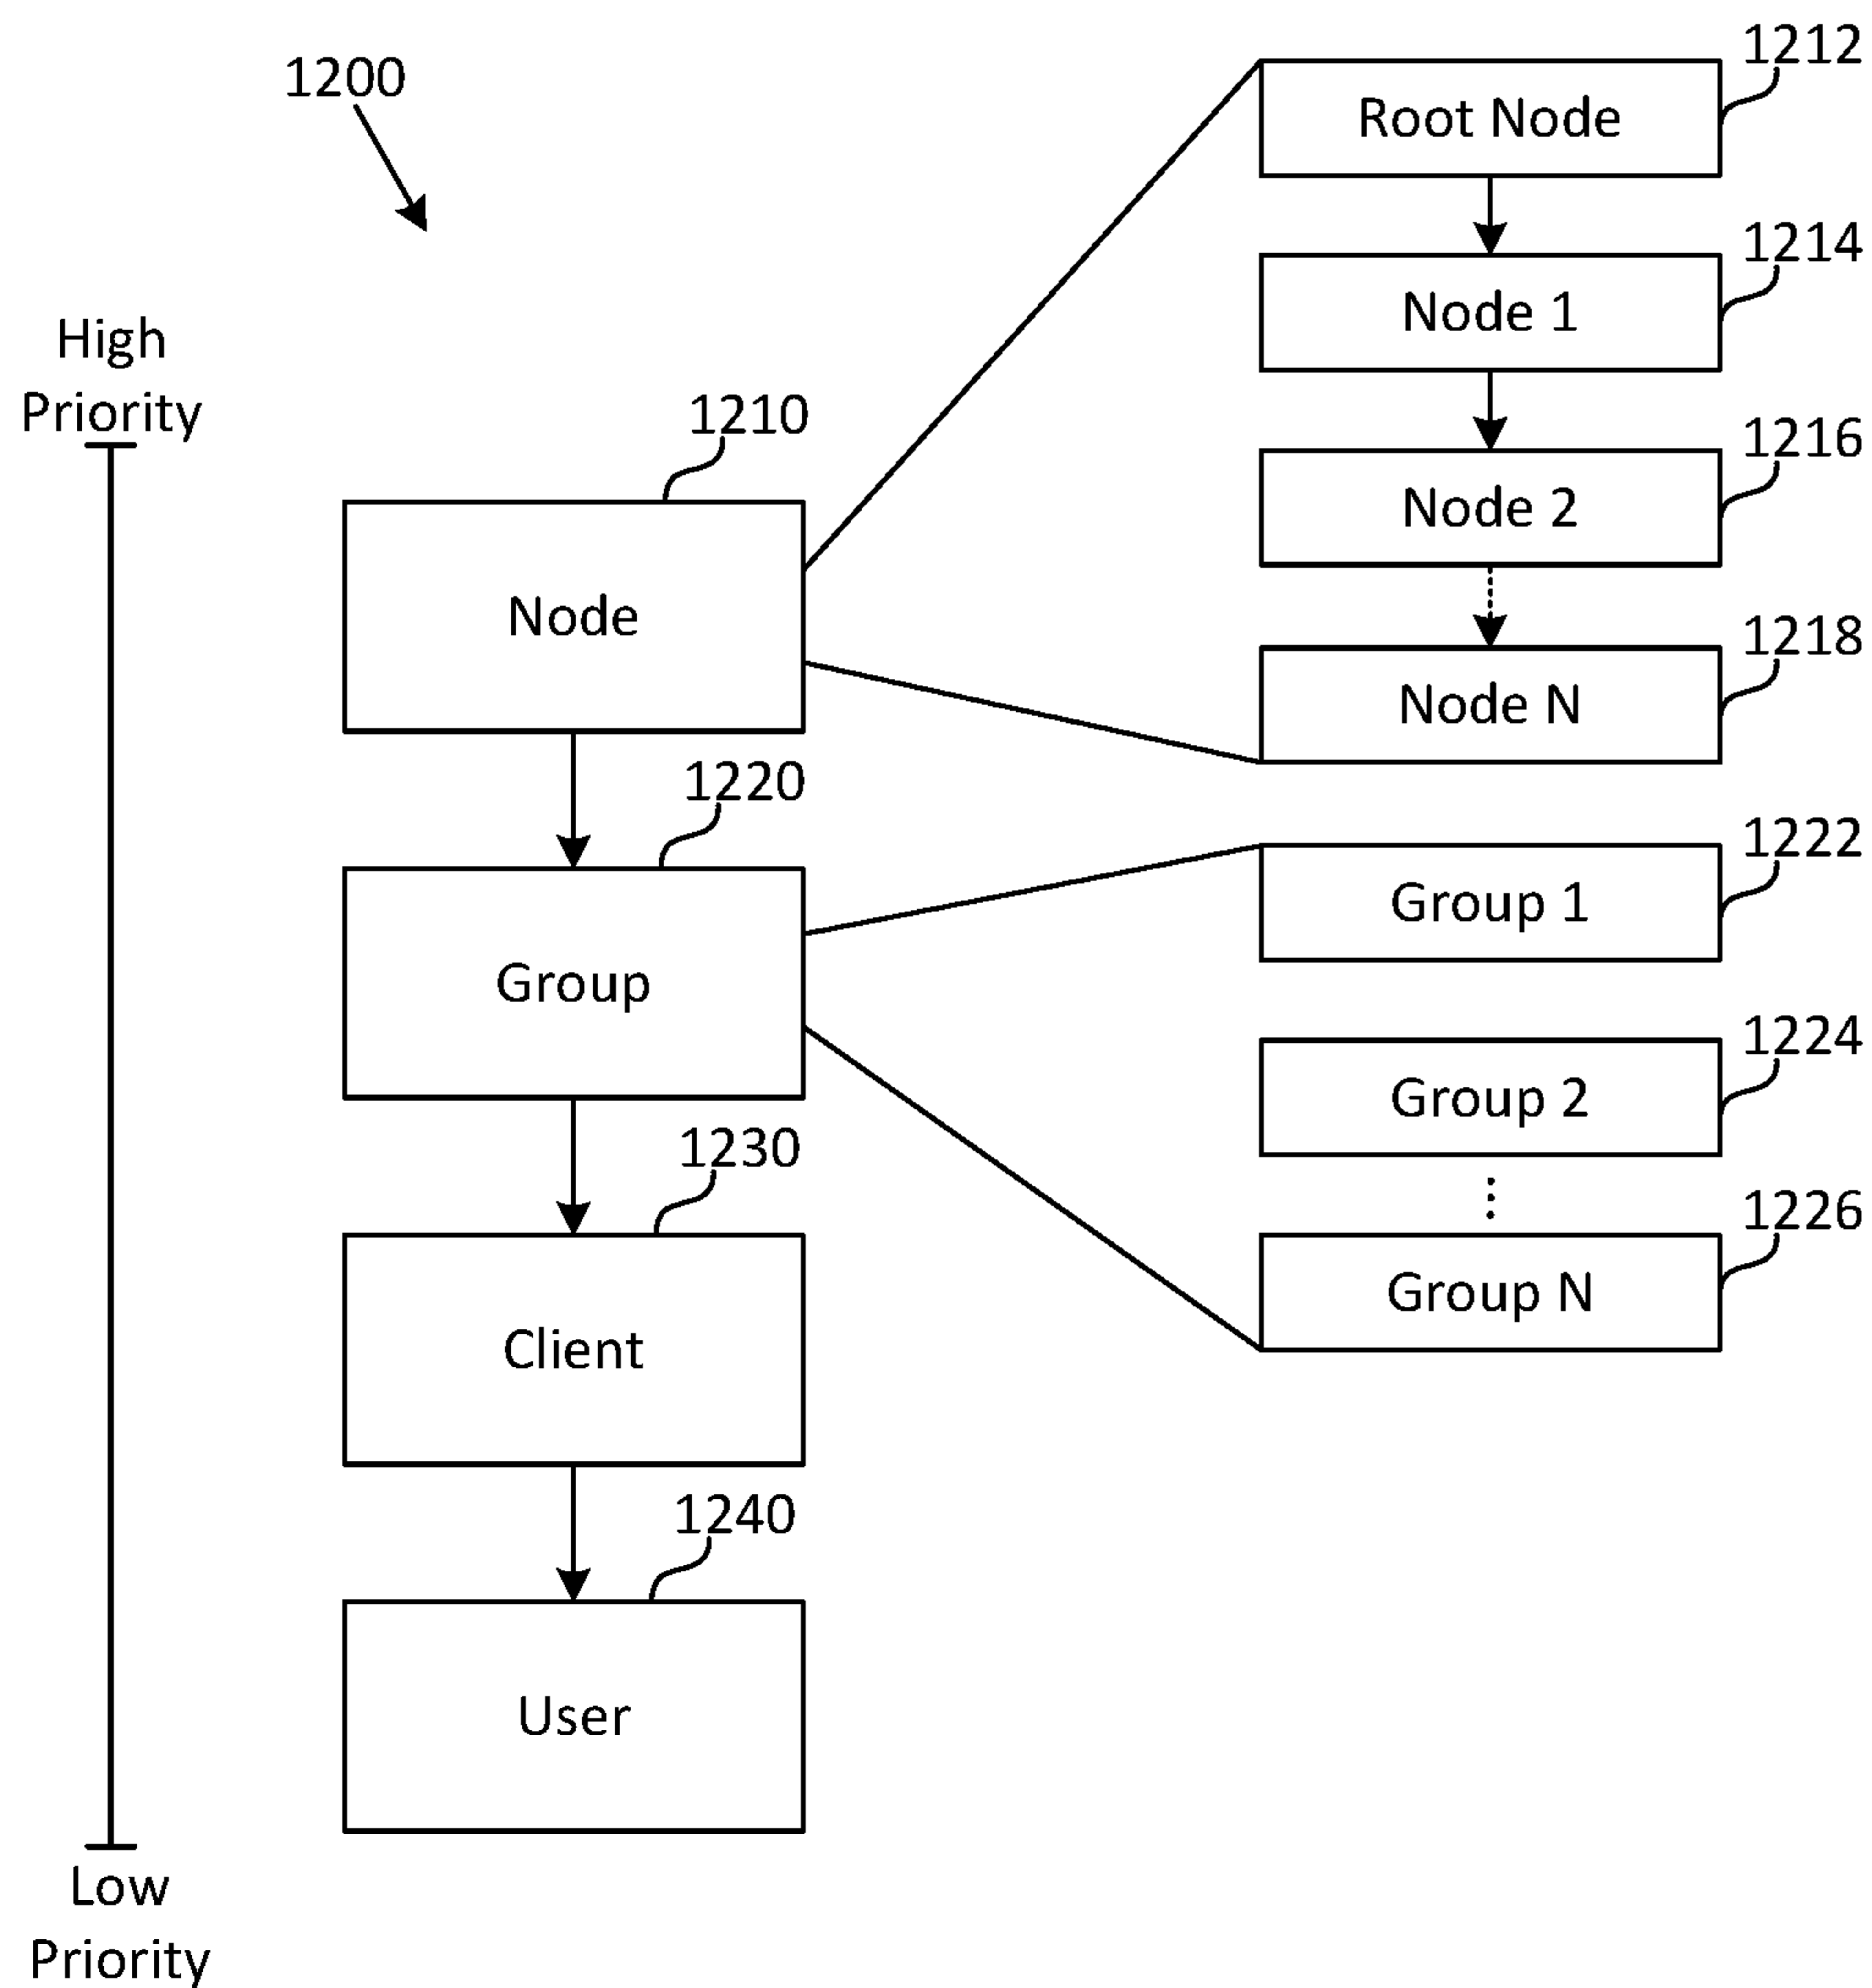 1200
High
Priority
1210
Node
1220
Group
1230
Client
1240
User
Low
Priority
1212
Root Node
1214
Node 1
1216
Node 2
1218
Node N
1222
Group 1
1224
Group 2
1226
Group N